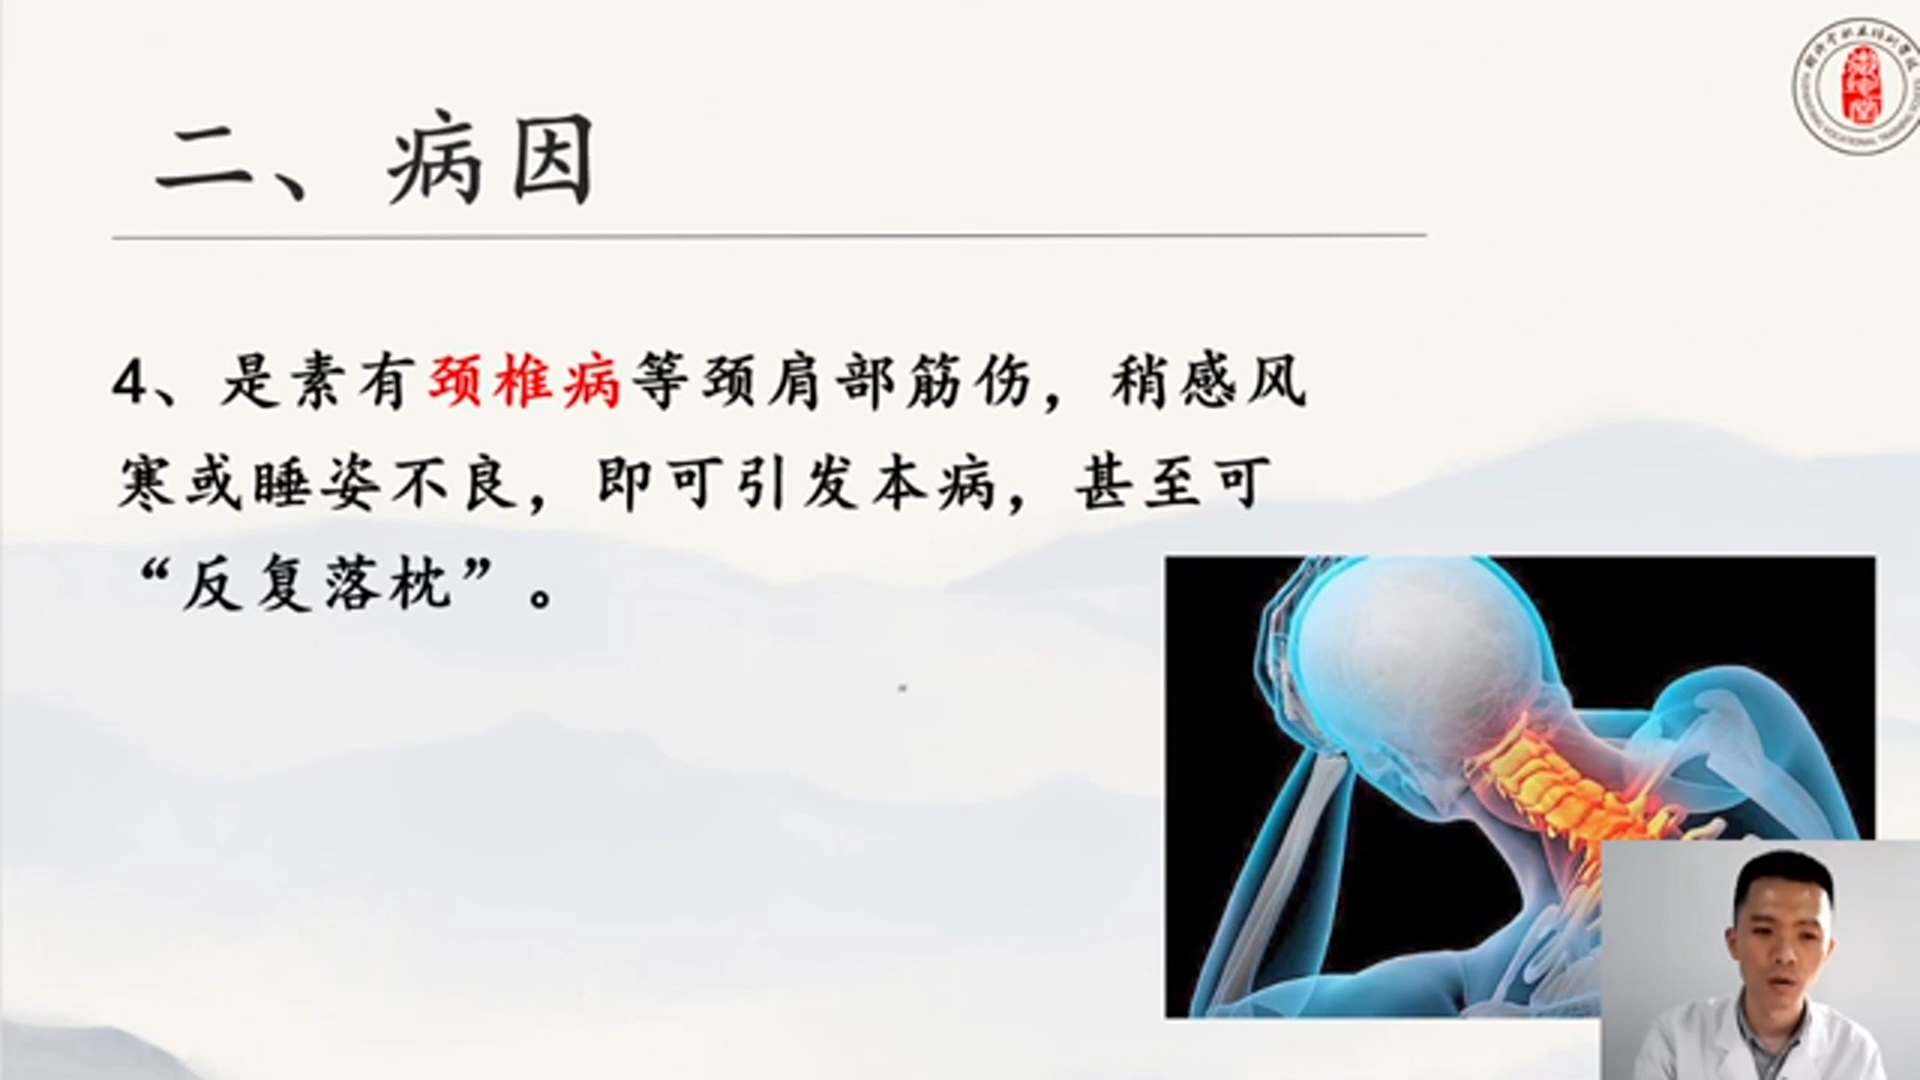 二、病因
4、是素有颈椎病等颈肩部筋伤，稍感风
寒或睡姿不良，即可引发本病，甚至可
“反复落枕”。